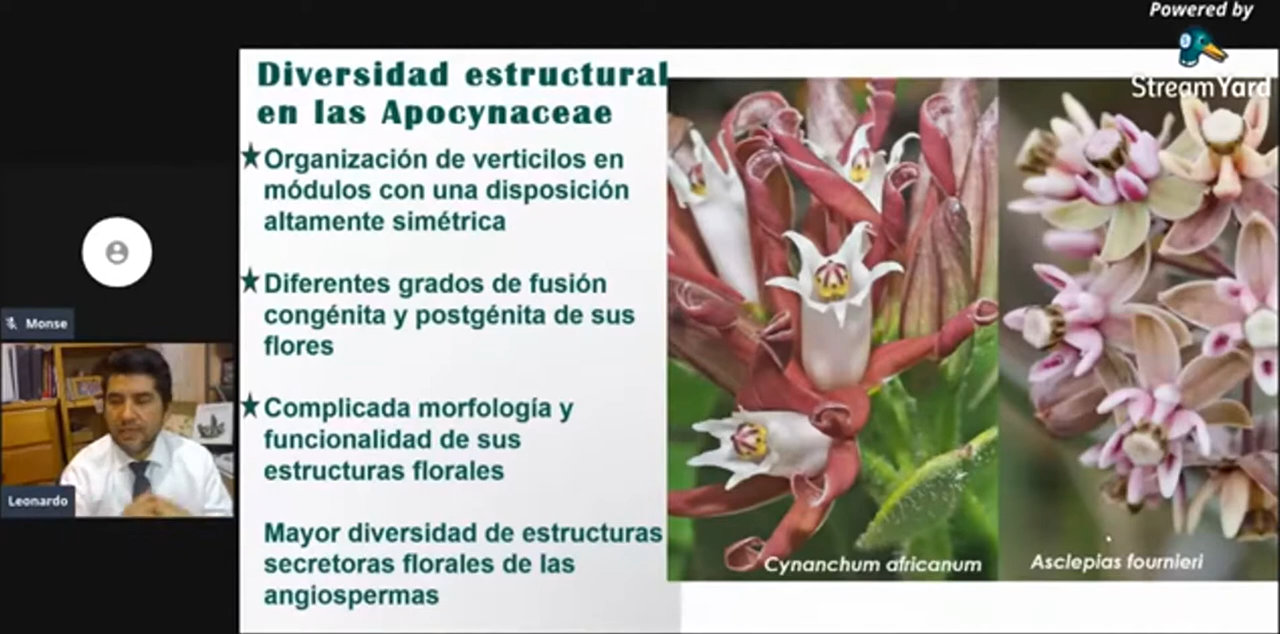 Powered by
StreamYard
Diversidad estructural
en las Apocynaceae
Organización de verticilos en
módulos con una disposición
altamente simétrica
Diferentes grados de fusión
congénita y postgénita de sus
flores
Complicada morfología y
funcionalidad de sus
estructuras florales
Mayor diversidad de estructuras
secretoras florales de las
angiospermas
Cynanchum africanum
Asclepias fournieri
Monse
Leonardo